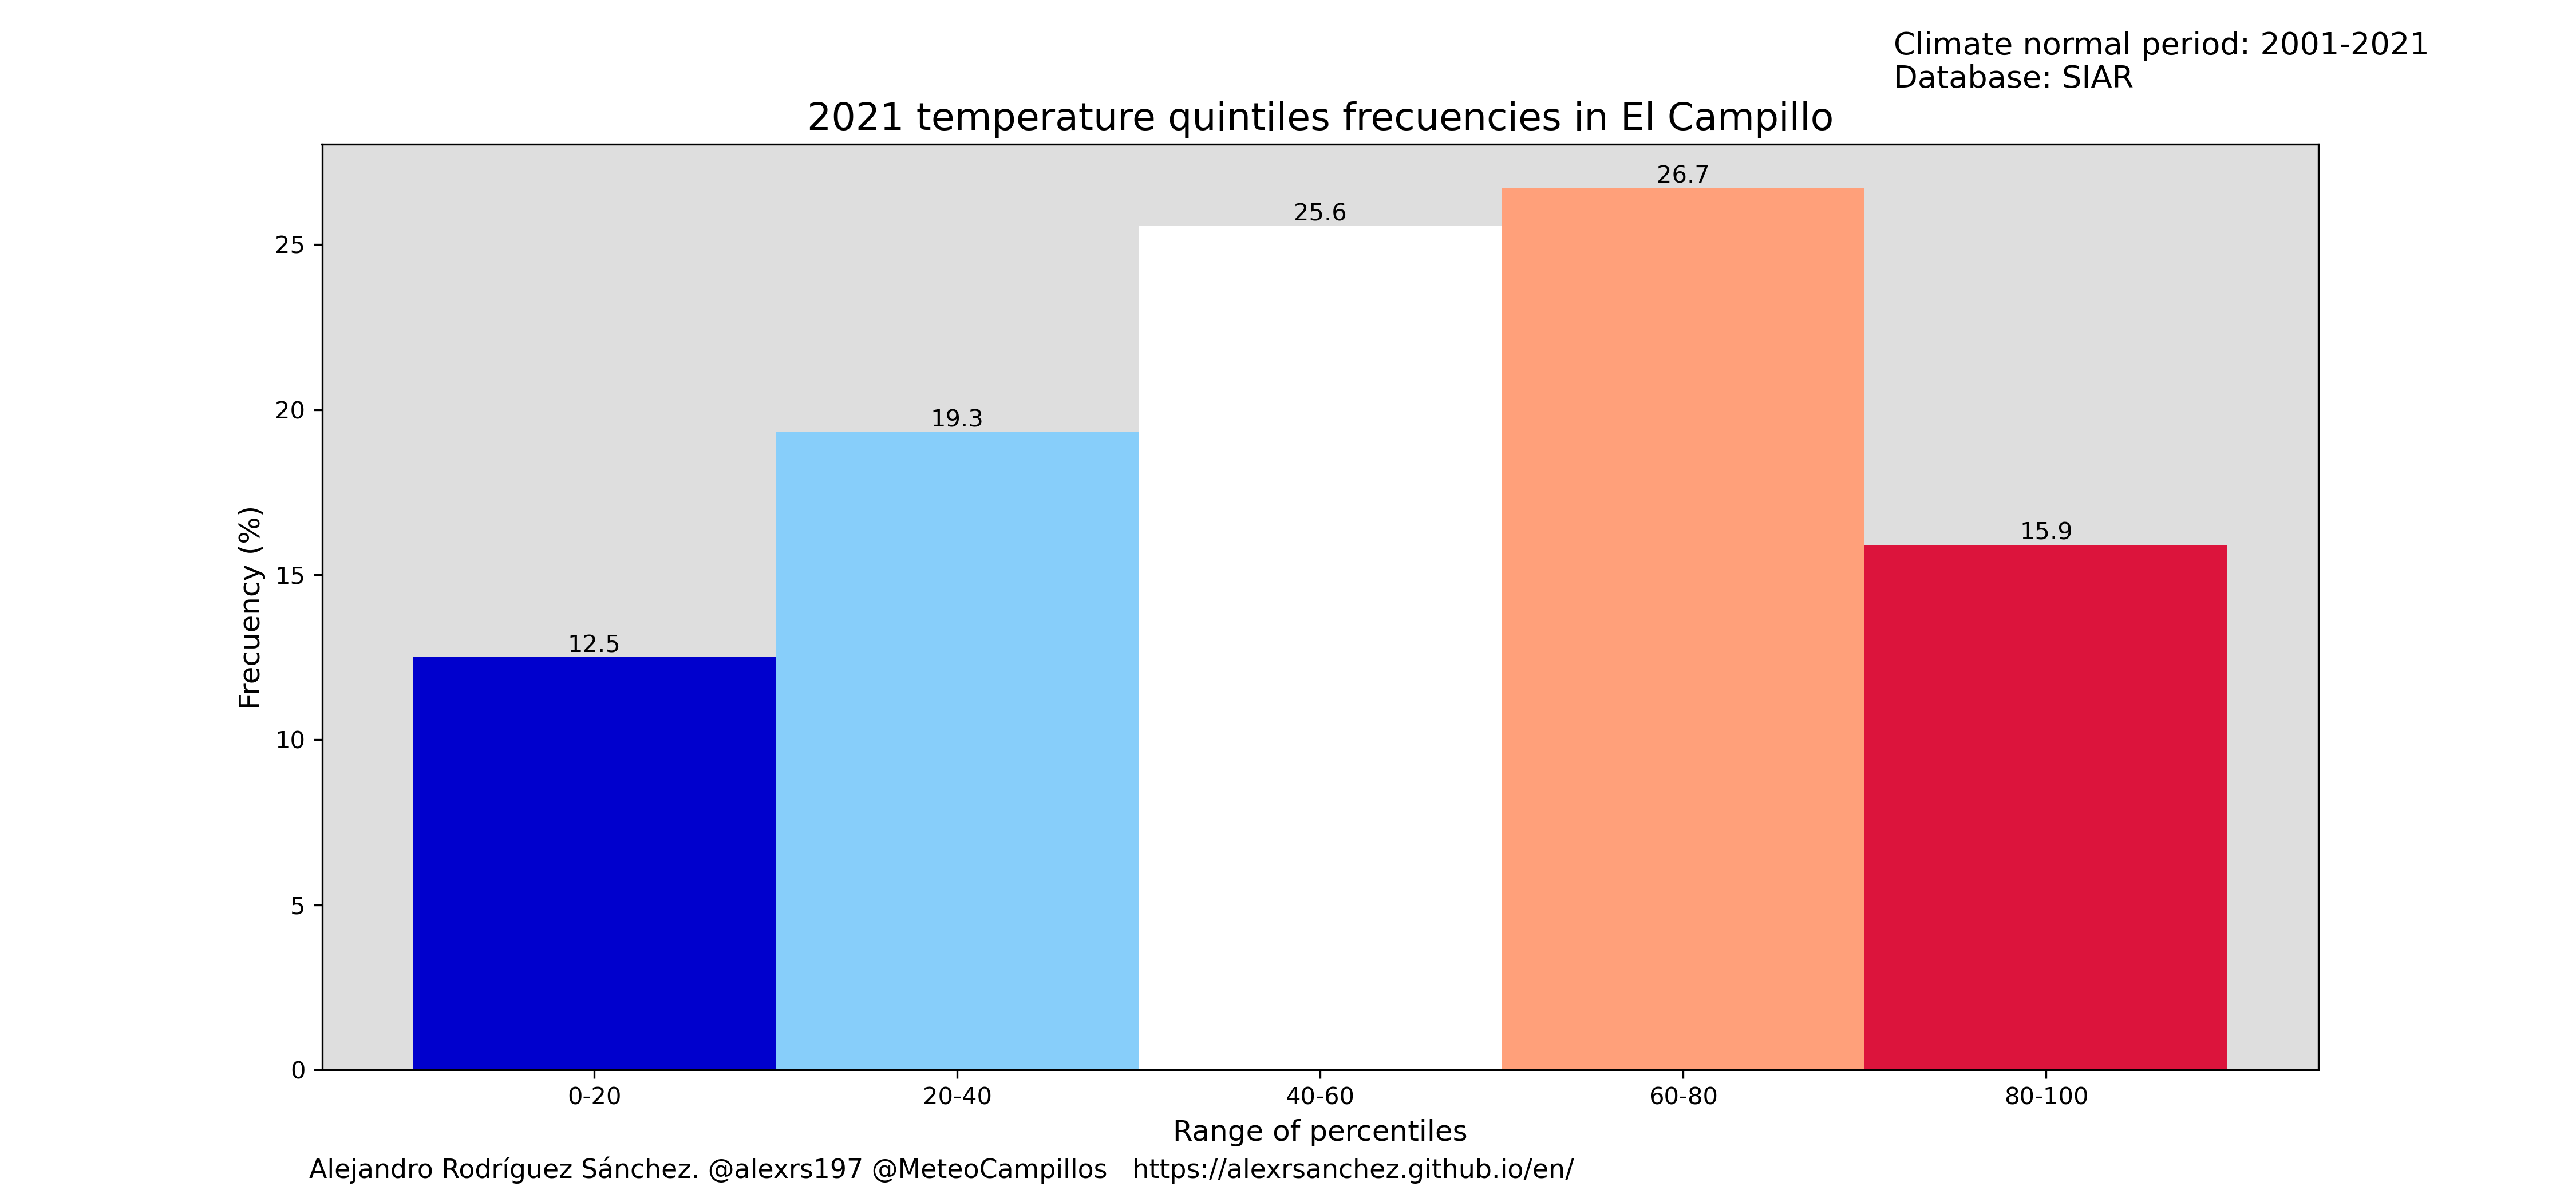 Climate normal period: 2001-2021
Database: SIAR
2021 temperature quintiles frecuencies in El Campillo
26.7
25.6
25
20
19.3
15.9
15
12.5
10
5
0
Frecuency (%)
0-20 20-40 40-60 60-80 80-100
Range of percentiles
Alejandro Rodríguez Sánchez. @alexrs197 @MeteoCampillos https://alexrsanchez.github.io/en/